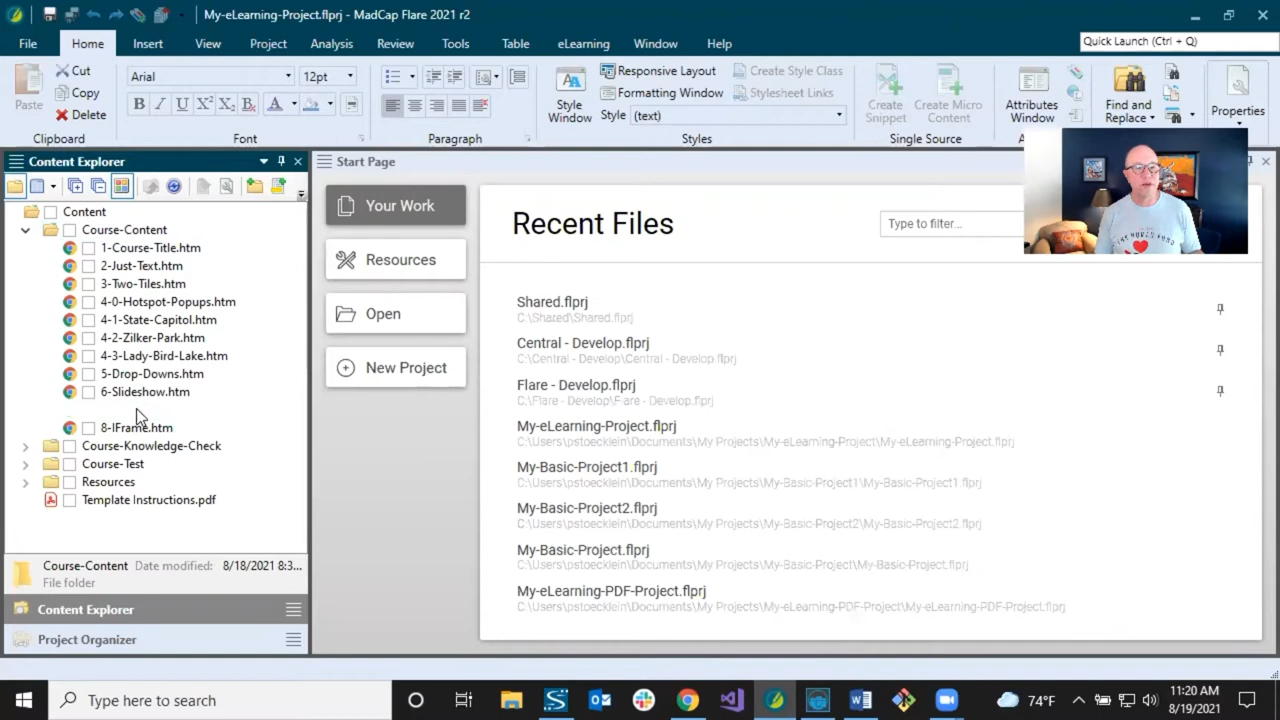 My-eLearning-Project.flprj - MadCap Flare 2021 r2
File Home Insert View Project Analysis Review Tools Table eLearning Window Help
Quick Launch (Ctrl + Q)
Paste
Cut
Copy
Delete
Clipboard
Arial 12pt
B I U X² X₂ B
A
Font
Paragraph
Style Window
Responsive Layout
Formatting Window
Style (text)
Create Style Class
Stylesheet Links
Styles
Create Snippet
Create Micro Content
Single Source
Attributes Window
Find and Replace
Properties
Content Explorer
Content
Course-Content
1-Course-Title.htm
2-Just-Text.htm
3-Two-Tiles.htm
4-0-Hotspot-Popups.htm
4-1-State-Capitol.htm
4-2-Zilker-Park.htm
4-3-Lady-Bird-Lake.htm
5-Drop-Downs.htm
6-Slideshow.htm
8-IFrame.htm
Course-Knowledge-Check
Course-Test
Resources
Template Instructions.pdf
Course-Content Date modified: 8/18/2021 8:3...
File folder
Content Explorer
Project Organizer
Start Page
Your Work
Resources
Open
New Project
Recent Files
Type to filter...
Shared.flprj
C:\Shared\Shared.flprj
Central - Develop.flprj
C:\Central - Develop\Central - Develop.flprj
Flare - Develop.flprj
C:\Flare - Develop\Flare - Develop.flprj
My-eLearning-Project.flprj
C:\Users\pstoecklein\Documents\My Projects\My-eLearning-Project\My-eLearning-Project.flprj
My-Basic-Project1.flprj
C:\Users\pstoecklein\Documents\My Projects\My-Basic-Project1\My-Basic-Project1.flprj
My-Basic-Project2.flprj
C:\Users\pstoecklein\Documents\My Projects\My-Basic-Project2\My-Basic-Project2.flprj
My-Basic-Project.flprj
C:\Users\pstoecklein\Documents\My Projects\My-Basic-Project\My-Basic-Project.flprj
My-eLearning-PDF-Project.flprj
C:\Users\pstoecklein\Documents\My Projects\My-eLearning-PDF-Project\My-eLearning-PDF-Project.flprj
Type here to search
74°F
11:20 AM
8/19/2021